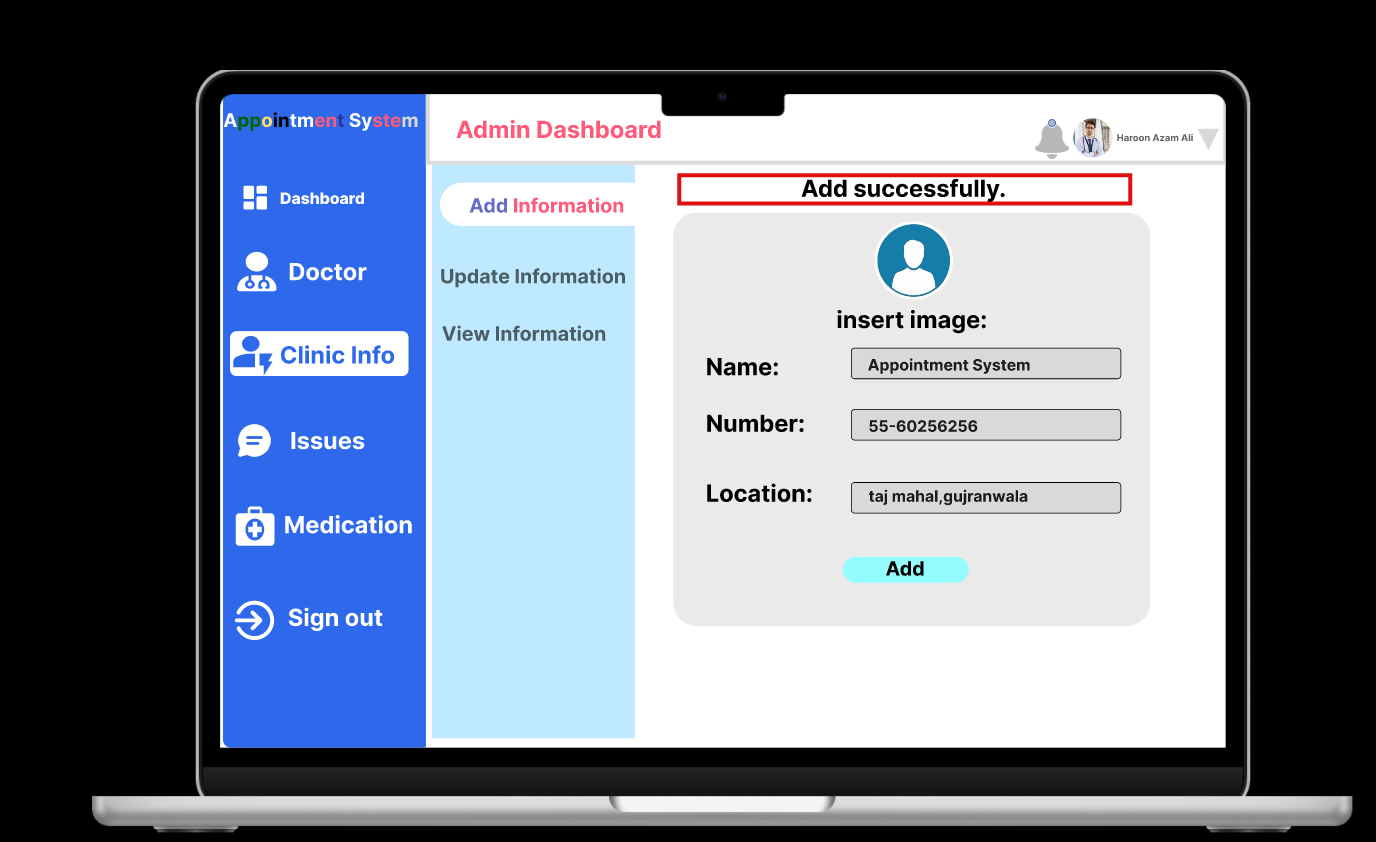 Appointment System
Admin Dashboard
Haroon Azam Ali
Dashboard
Doctor
Clinic Info
Issues
Medication
Sign out
Add Information
Update Information
View Information
Add successfully.
insert image:
Name: Appointment System
Number: 55-60256256
Location: taj mahal,gujranwala
Add